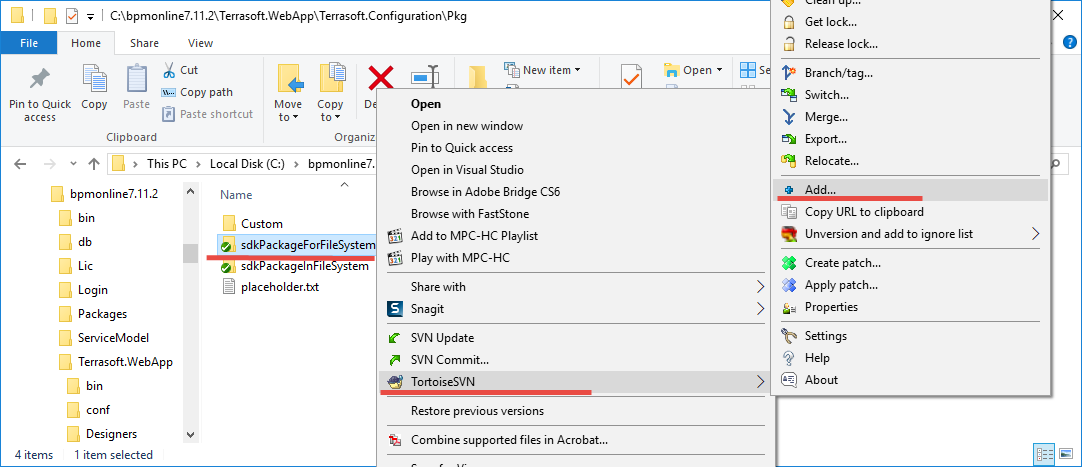 C:\bpmonline7.11.2\Terrasoft.WebApp\Terrasoft.Configuration\Pkg
File
Home
Share
View
Pin to Quick
access
Copy
Paste
Cut
Copy path
Paste shortcut
Clipboard
Move
to
Copy
to
New item
Open
This PC
Local Disk (C:)
bpmonline7.
bpmonline7.11.2
bin
db
Lic
Login
Packages
ServiceModel
Terrasoft.WebApp
bin
conf
Designers
Name
Custom
sdkPackageForFileSystem
sdkPackageInFileSystem
placeholder.txt
4 items
1 item selected
Open
Open in new window
Pin to Quick access
Open in Visual Studio
Browse in Adobe Bridge CS6
Browse with FastStone
Add to MPC-HC Playlist
Play with MPC-HC
Share with
Snagit
SVN Update
SVN Commit...
TortoiseSVN
Restore previous versions
Combine supported files in Acrobat...
Clean up...
Get lock...
Release lock...
Branch/tag...
Switch...
Merge...
Export...
Relocate...
Add...
Copy URL to clipboard
Unversion and add to ignore list
Create patch...
Apply patch...
Properties
Settings
Help
About